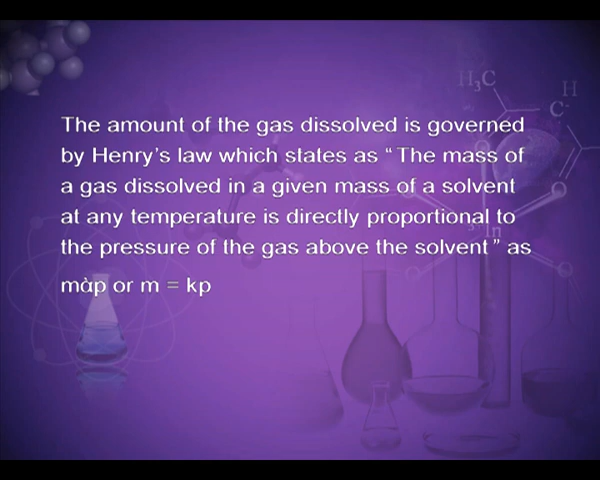 The amount of the gas dissolved is governed
by Henry's law which states as “ The mass of
a gas dissolved in a given mass of a solvent
at any temperature is directly proportional to
the pressure of the gas above the solvent ” as
màp or m = kp
H₃C
H
C
In